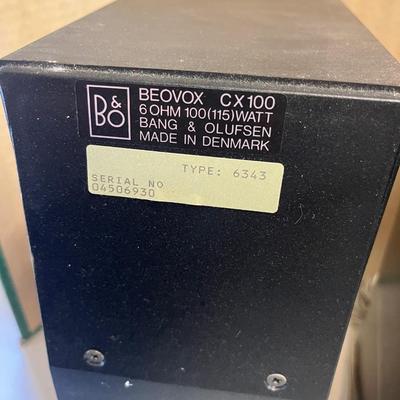 B&O
BEOVOX CX100
6 OHM 100(115)WATT
BANG & OLUFSEN
MADE IN DENMARK
TYPE: 6343
SERIAL NO
04506930